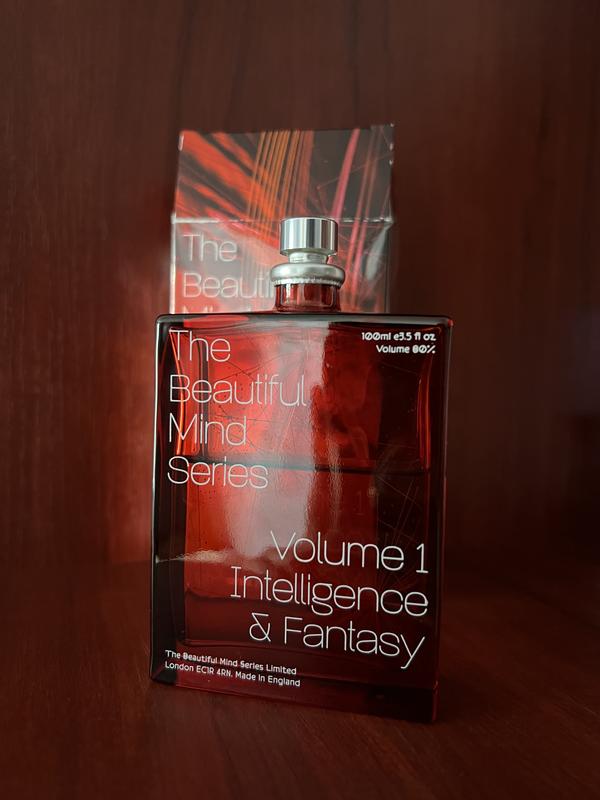 The
Beauti
The
Beautiful
Mind
Series
100ml e3.5 fl oz
Volume 80%
Volume 1
Intelligence
& Fantasy
The Beautiful Mind Series Limited
London EC1R 4RN. Made in England